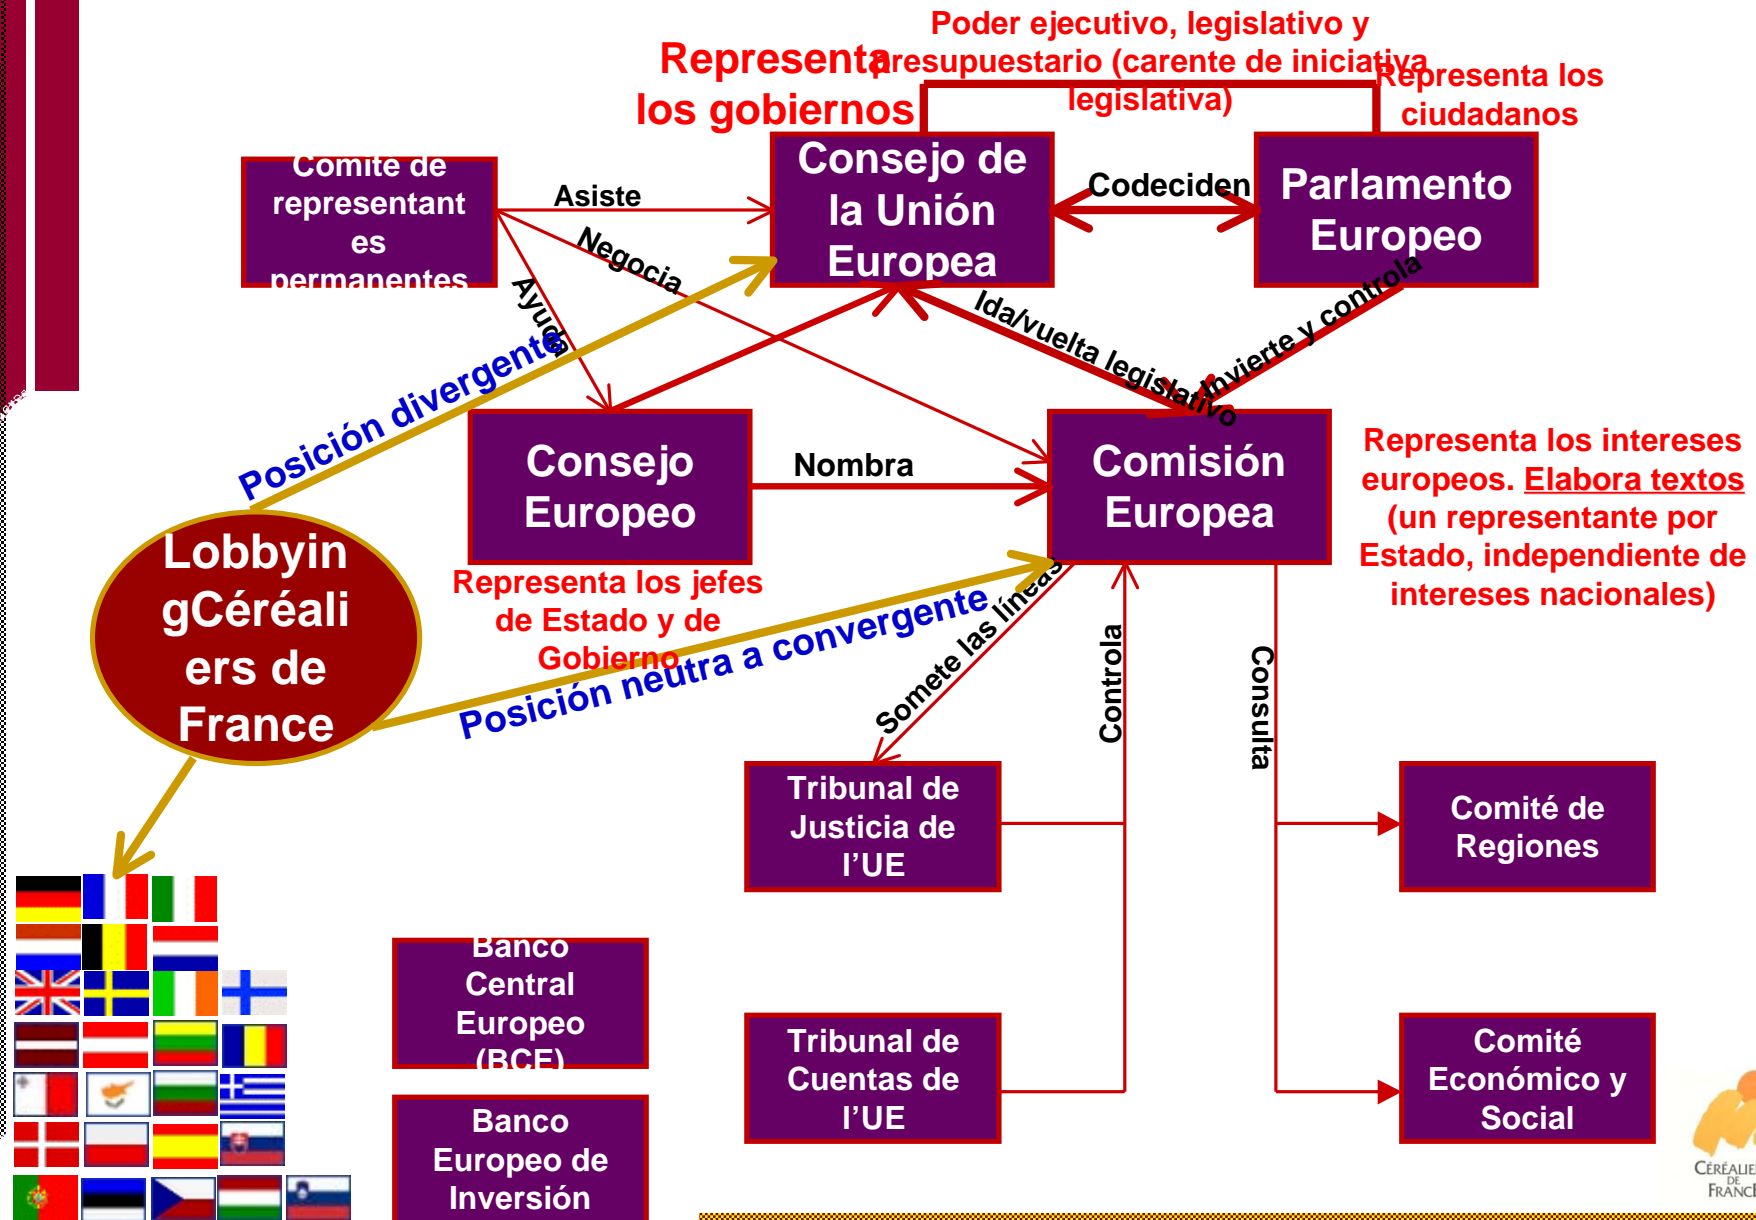 Poder ejecutivo, legislativo y
presupuestario (carente de iniciativa
legislativa)
Representa
los gobiernos
Representa los
ciudadanos
Comité de
representant
es
permanentes
Asiste
Negocia
Ayuda
Consejo de
la Unión
Europea
Codeciden
Parlamento
Europeo
Ida/vuelta legislativo
Invierte y controla
Posición divergente
Consejo
Europeo
Nombra
Comisión
Europea
Representa los intereses
europeos. Elabora textos
(un representante por
Estado, independiente de
intereses nacionales)
Representa los jefes
de Estado y de
Gobierno
Lobbyin
gCéréali
ers de
France
Posición neutra a convergente
Somete las líneas
Controla
Consulta
Tribunal de
Justicia de
l’UE
Comité de
Regiones
Banco
Central
Europeo
(BCE)
Tribunal de
Cuentas de
l’UE
Comité
Económico y
Social
Banco
Europeo de
Inversión
CÉRÉALIE
DE
FRANCE